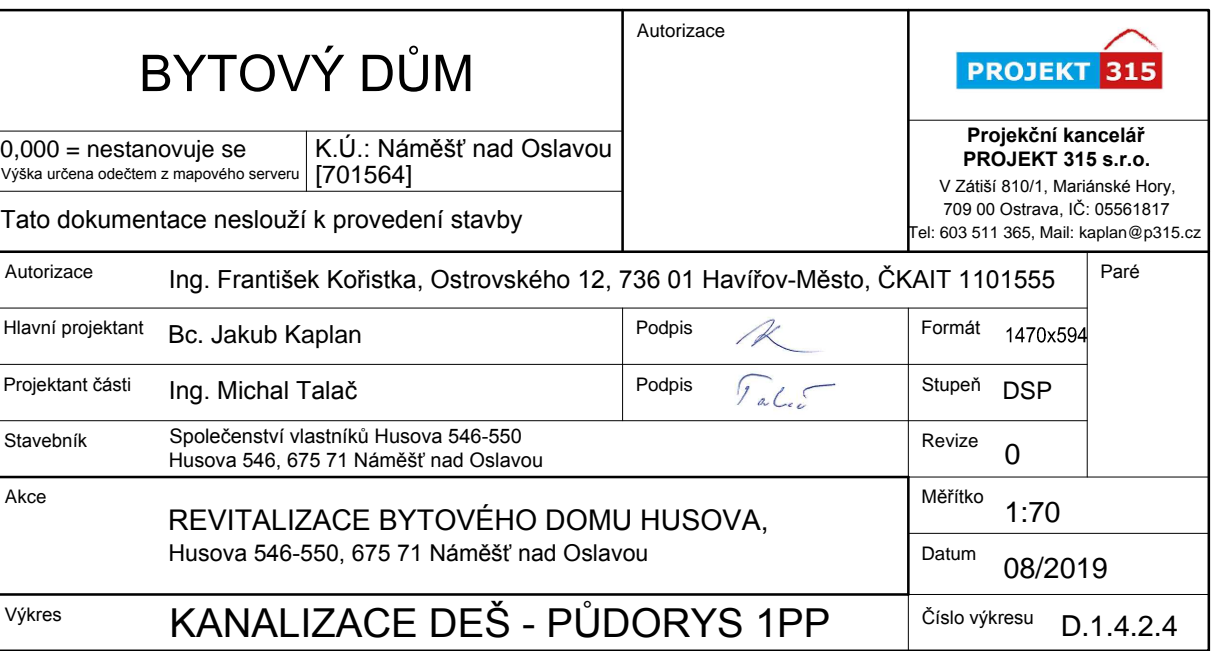 BYTOVÝ DŮM
Autorizace
PROJEKT 315
0,000 = nestanovuje se
Výška určena odečtem z mapového serveru
K.Ú.: Náměšť nad Oslavou
[701564]
Tato dokumentace neslouží k provedení stavby
Projekční kancelář
PROJEKT 315 s.r.o.
V Zátiší 810/1, Mariánské Hory,
709 00 Ostrava, IČ: 05561817
Tel: 603 511 365, Mail: kaplan@p315.cz
Autorizace
Ing. František Kořistka, Ostrovského 12, 736 01 Havířov-Město, ČKAIT 1101555
Paré
Hlavní projektant
Bc. Jakub Kaplan
Podpis
Formát
1470x594
Projektant části
Ing. Michal Talač
Podpis
Talač
Stupeň
DSP
Stavebník
Společenství vlastníků Husova 546-550
Husova 546, 675 71 Náměšť nad Oslavou
Revize
0
Akce
REVITALIZACE BYTOVÉHO DOMU HUSOVA,
Husova 546-550, 675 71 Náměšť nad Oslavou
Měřítko
1:70
Datum
08/2019
Výkres
KANALIZACE DEŠ - PŮDORYS 1PP
Číslo výkresu
D.1.4.2.4